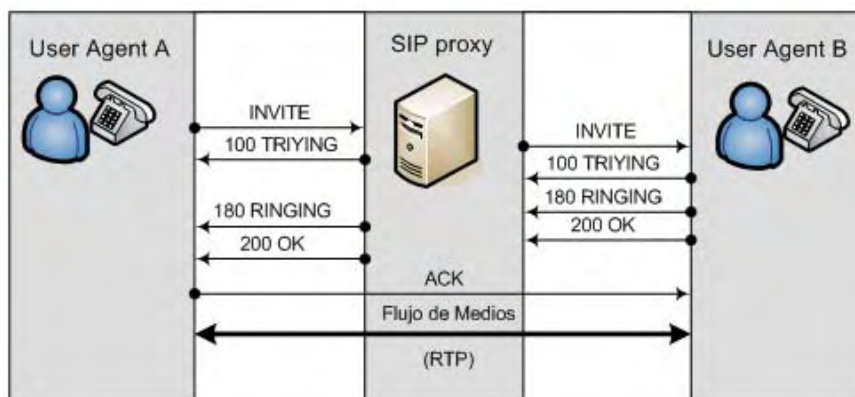 User Agent A
SIP proxy
User Agent B
INVITE
100 TRIYING
INVITE
100 TRIYING
180 RINGING
180 RINGING
200 OK
200 OK
ACK
Flujo de Medios
(RTP)